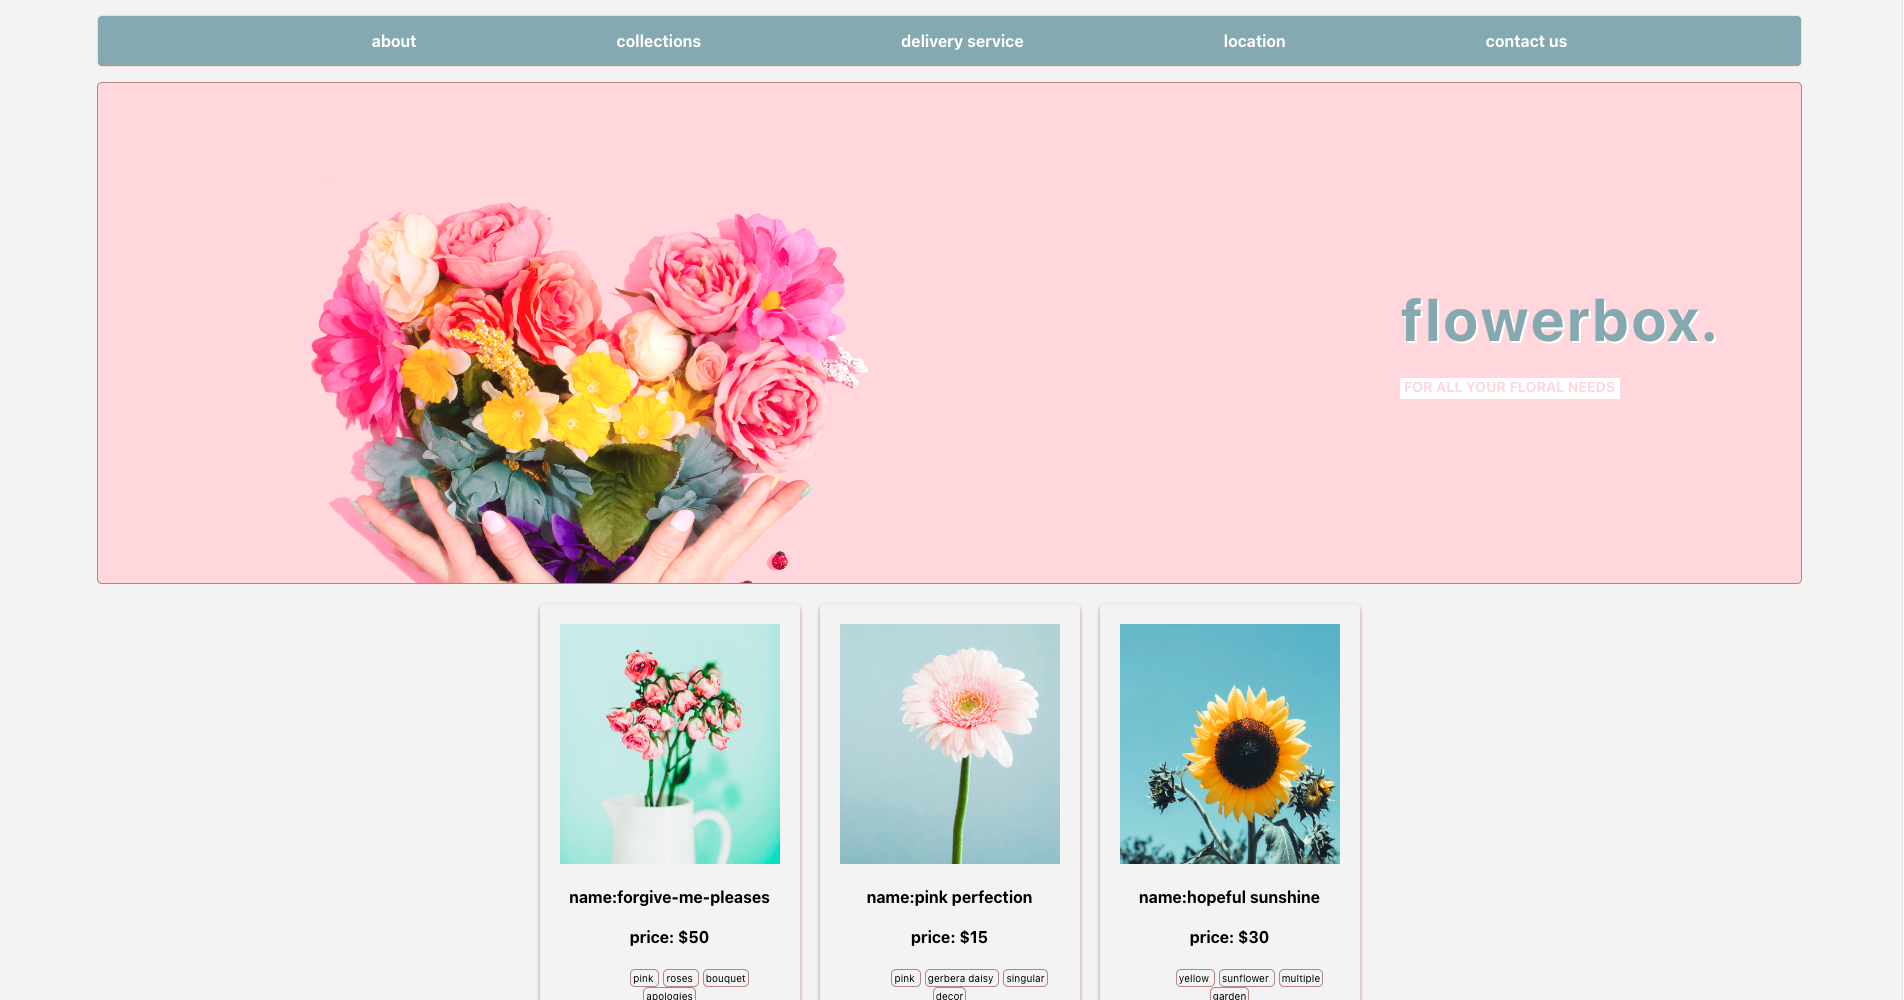 about collections delivery service location contact us
flowerbox.
FOR ALL YOUR FLORAL NEEDS
name:forgive-me-pleases
price: $50
pink roses bouquet
apologies
name:pink perfection
price: $15
pink gerbera daisy singular
decor
name:hopeful sunshine
price: $30
yellow sunflower multiple
garden